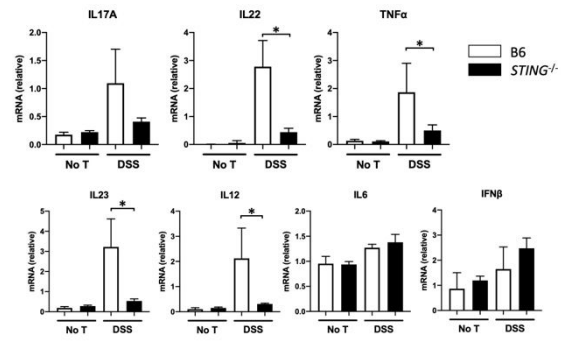 IL17A
mRNA (relative)
2.0
1.5
1.0
0.5
0.0
No T
DSS
IL22
mRNA (relative)
4
3
2
1
0
*
No T
DSS
TNFα
mRNA (relative)
4
3
2
1
0
*
No T
DSS
B6
STING-/-
IL23
mRNA (relative)
5
4
3
2
1
0
*
No T
DSS
IL12
mRNA (relative)
4
3
2
1
0
*
No T
DSS
IL6
mRNA (relative)
2.0
1.5
1.0
0.5
0.0
No T
DSS
IFNβ
mRNA (relative)
4
3
2
1
0
No T
DSS